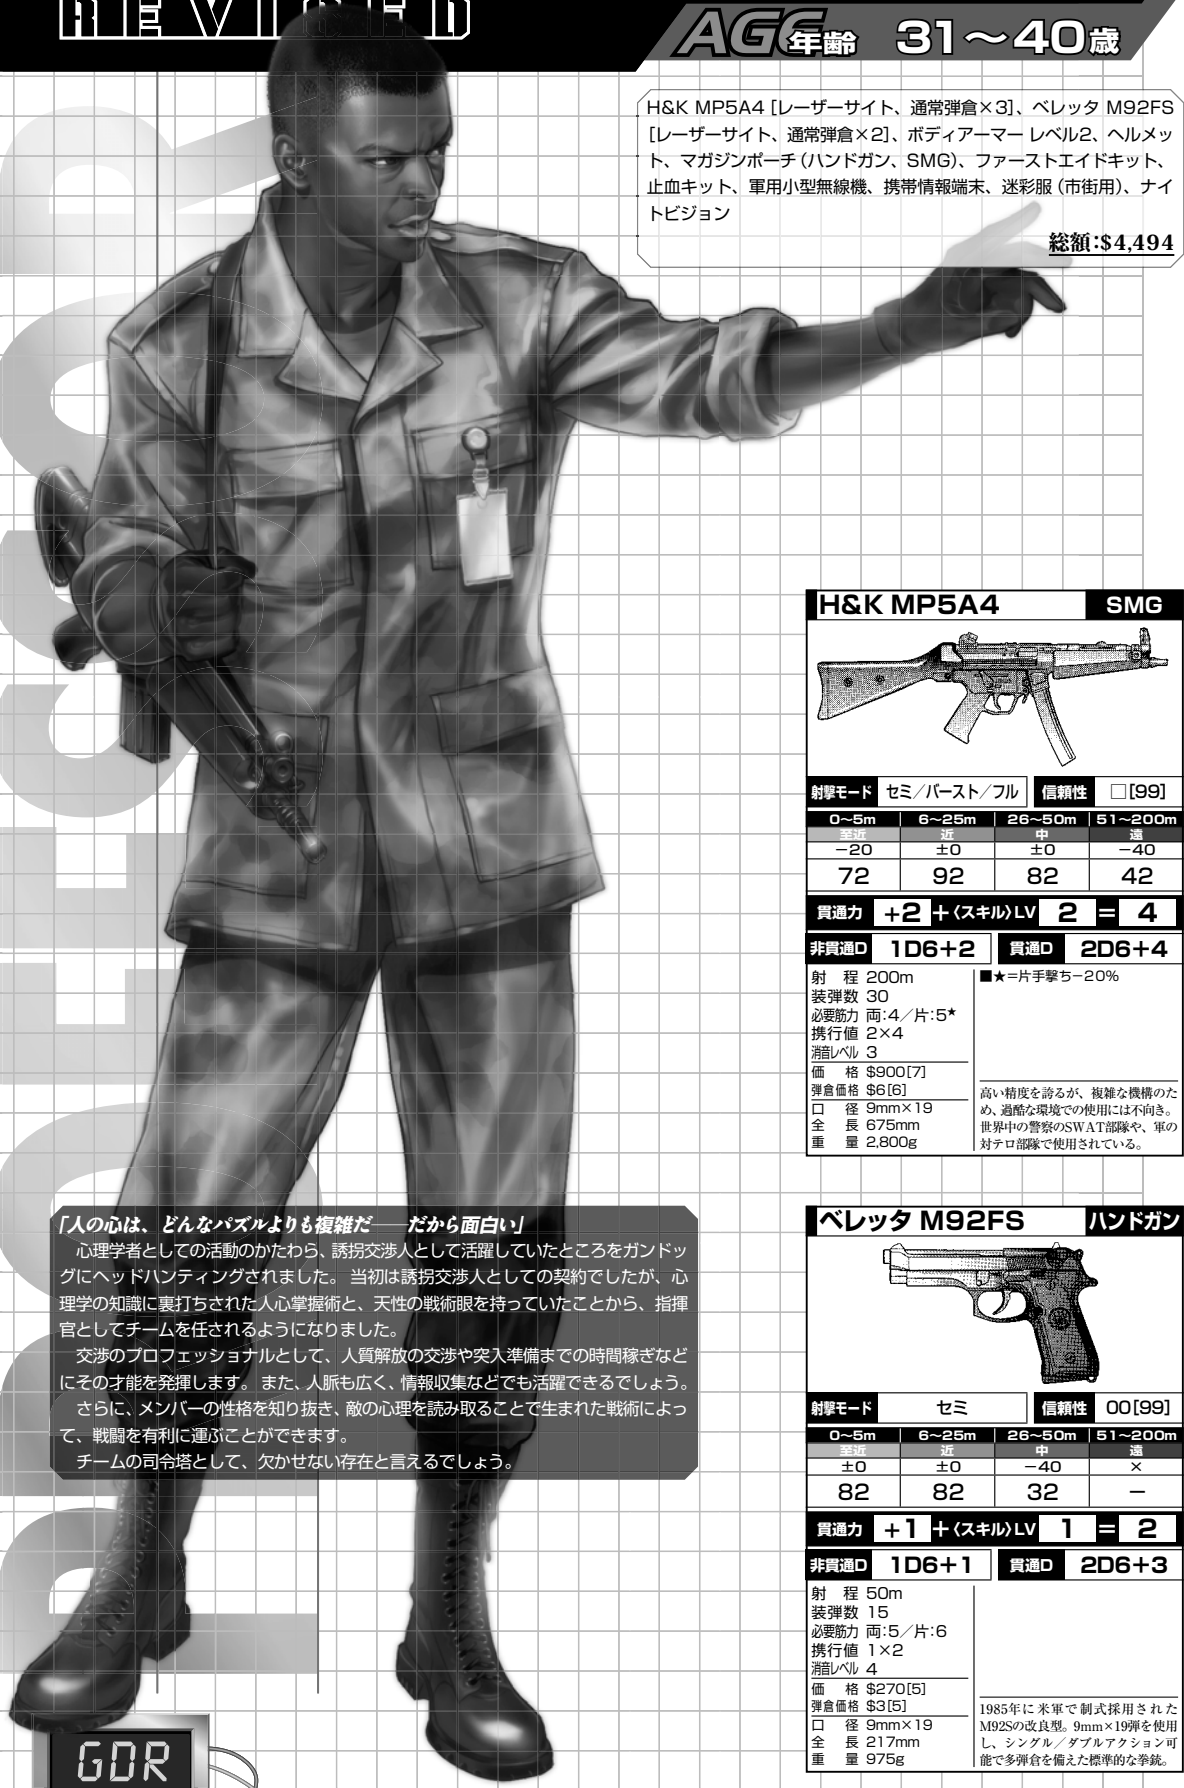 REVISED
AGE年齢 31〜40歳
H&K MP5A4［レーザーサイト、通常弾倉×3］、ベレッタ M92FS
［レーザーサイト、通常弾倉×2］、ボディアーマー レベル2、ヘルメッ
ト、マガジンポーチ（ハンドガン、SMG）、ファーストエイドキット、
止血キット、軍用小型無線機、携帯情報端末、迷彩服（市街用）、ナイ
トビジョン
総額:$4,494
H&K MP5A4 SMG
射撃モード セミ／バースト／フル 信頼性 □[99]
0〜5m 6〜25m 26〜50m 51〜200m
至近 近 中 遠
−20 ±0 ±0 −40
72 92 82 42
貫通力 +2 +〈スキル〉LV 2 = 4
非貫通D 1D6+2 貫通D 2D6+4
射程 200m
装弾数 30
必要筋力 両:4／片:5★
携行値 2×4
消音レベル 3
価格 $900[7]
弾倉価格 $6[6]
口径 9mm×19
全長 675mm
重量 2,800g
■★=片手撃ち−20%
高い精度を誇るが、複雑な機構のた
め、過酷な環境での使用には不向き。
世界中の警察のSWAT部隊や、軍の
対テロ部隊で使用されている。
「人の心は、どんなパズルよりも複雑だ――だから面白い」
心理学者としての活動のかたわら、誘拐交渉人として活躍していたところをガンドッ
グにヘッドハンティングされました。当初は誘拐交渉人としての契約でしたが、心
理学の知識に裏打ちされた人心掌握術と、天性の戦術眼を持っていたことから、指揮
官としてチームを任されるようになりました。
交渉のプロフェッショナルとして、人質解放の交渉や突入準備までの時間稼ぎなど
にその才能を発揮します。また、人脈も広く、情報収集などでも活躍できるでしょう。
さらに、メンバーの性格を知り抜き、敵の心理を読み取ることで生まれた戦術によっ
て、戦闘を有利に運ぶことができます。
チームの司令塔として、欠かせない存在と言えるでしょう。
ベレッタ M92FS ハンドガン
射撃モード セミ 信頼性 00[99]
0〜5m 6〜25m 26〜50m 51〜200m
至近 近 中 遠
±0 ±0 −40 ×
82 82 32 −
貫通力 +1 +〈スキル〉LV 1 = 2
非貫通D 1D6+1 貫通D 2D6+3
射程 50m
装弾数 15
必要筋力 両:5／片:6
携行値 1×2
消音レベル 4
価格 $270[5]
弾倉価格 $3[5]
口径 9mm×19
全長 217mm
重量 975g
1985年に米軍で制式採用された
M92Sの改良型。9mm×19弾を使用
し、シングル／ダブルアクション可
能で多弾倉を備えた標準的な拳銃。
GDR